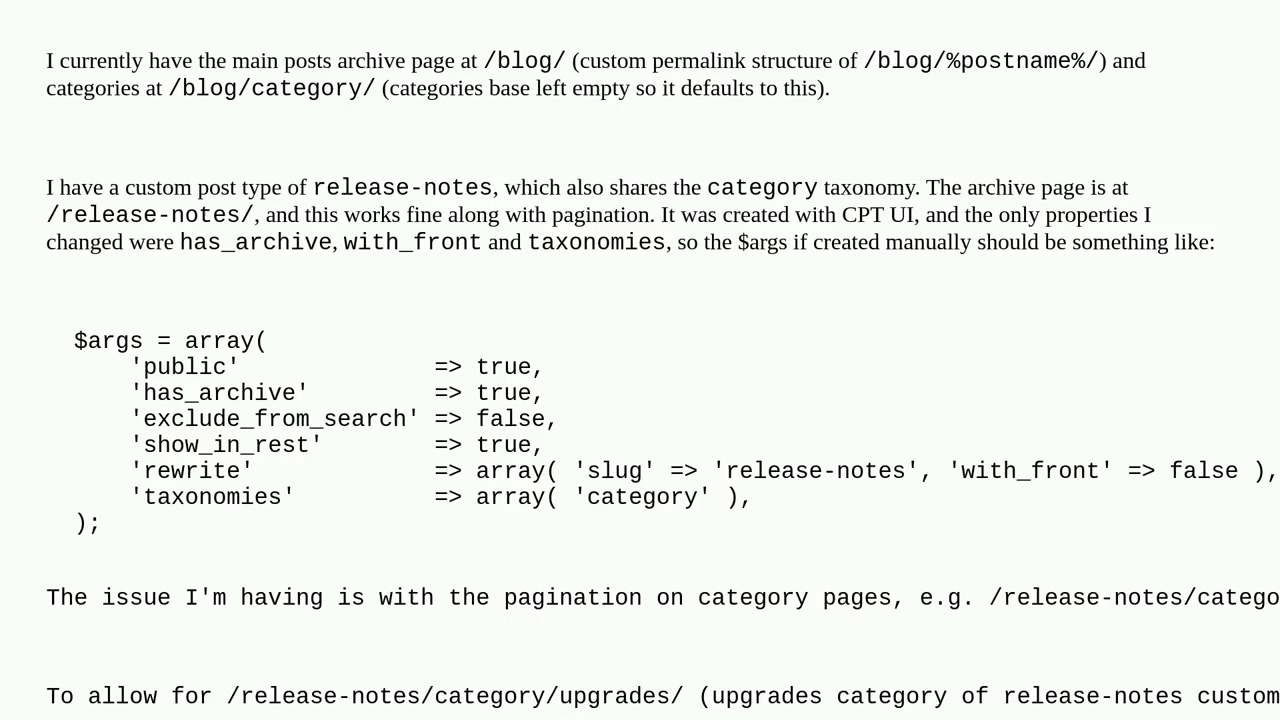 I currently have the main posts archive page at /blog/ (custom permalink structure of /blog/%postname%/) and
categories at /blog/category/ (categories base left empty so it defaults to this).
I have a custom post type of release-notes, which also shares the category taxonomy. The archive page is at
/release-notes/, and this works fine along with pagination. It was created with CPT UI, and the only properties I
changed were has_archive, with_front and taxonomies, so the $args if created manually should be something like:
$args = array(
    'public'              => true,
    'has_archive'         => true,
    'exclude_from_search' => false,
    'show_in_rest'        => true,
    'rewrite'             => array( 'slug' => 'release-notes', 'with_front' => false ),
    'taxonomies'          => array( 'category' ),
);
The issue I'm having is with the pagination on category pages, e.g. /release-notes/catego
To allow for /release-notes/category/upgrades/ (upgrades category of release-notes custom